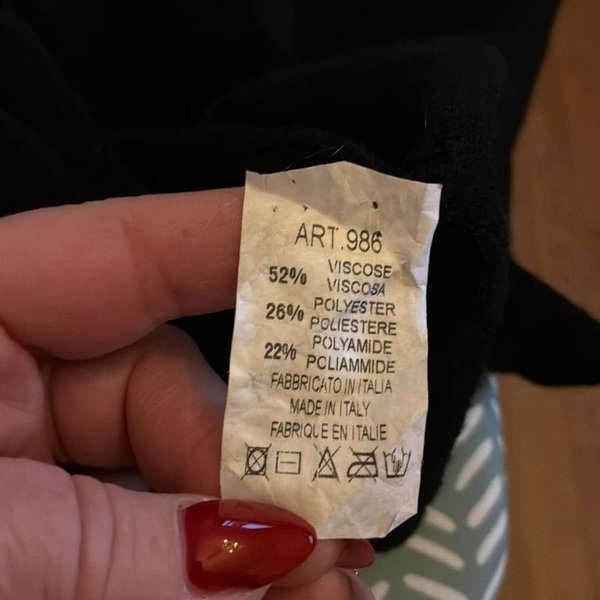 ART.986
52% VISCOSE
VISCOSA
26% POLYESTER
POLIESTERE
22% POLYAMIDE
POLIAMMIDE
FABBRICATO IN ITALIA
MADE IN ITALY
FABRIQUE EN ITALIE